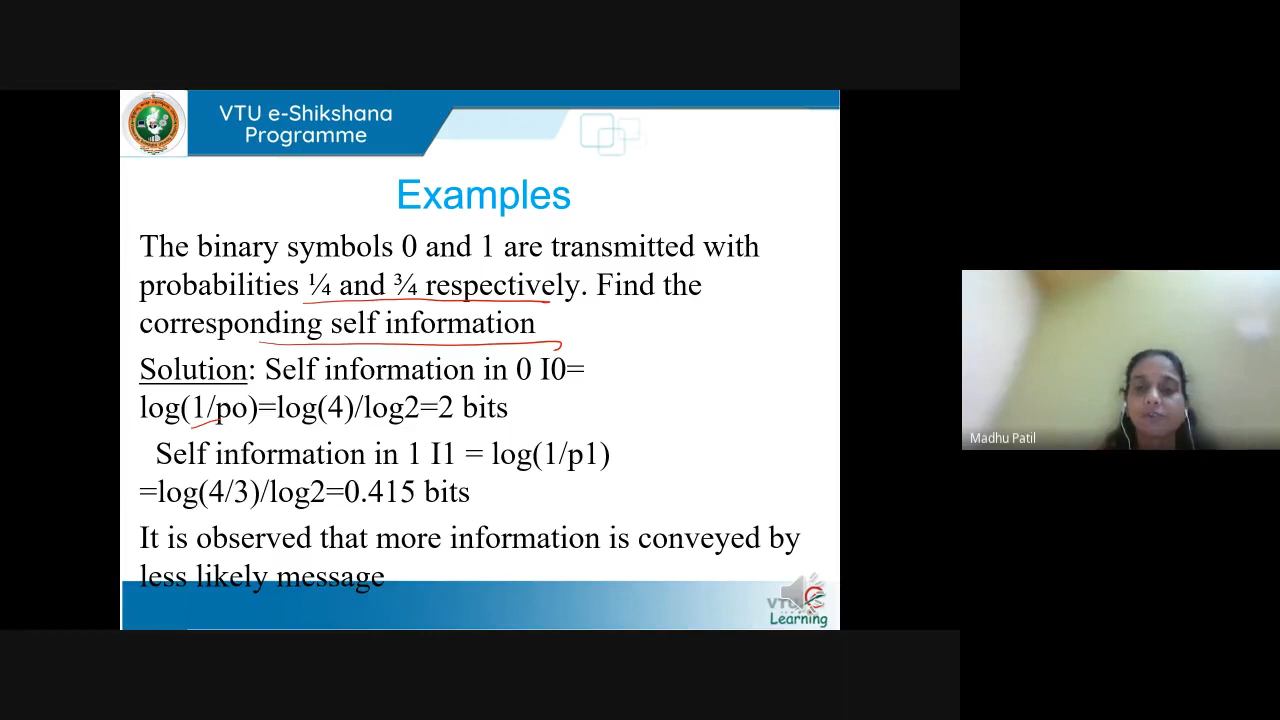 VTU e-Shikshana
Programme
Examples
The binary symbols 0 and 1 are transmitted with
probabilities ¼ and ¾ respectively. Find the
corresponding self information
Solution: Self information in 0 I0=
log(1/po)=log(4)/log2=2 bits
Self information in 1 I1 = log(1/p1)
=log(4/3)/log2=0.415 bits
It is observed that more information is conveyed by
less likely message
VTU
Learning
Madhu Patil